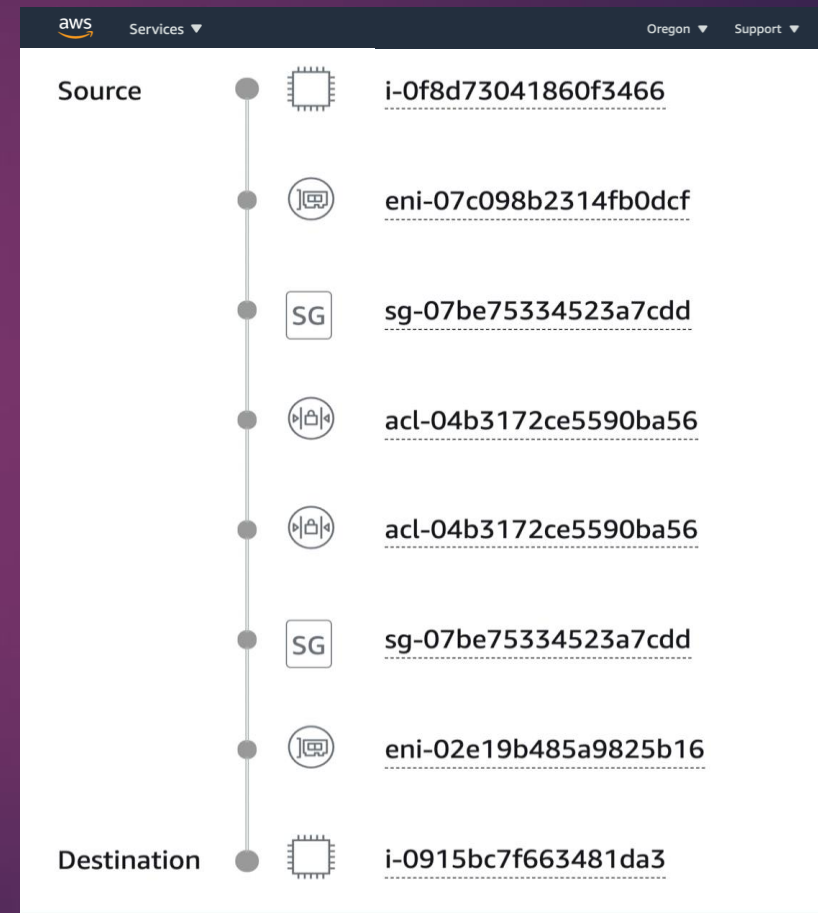 aws Services Oregon Support
Source i-0f8d73041860f3466
eni-07c098b2314fb0dcf
SG sg-07be75334523a7cdd
acl-04b3172ce5590ba56
acl-04b3172ce5590ba56
SG sg-07be75334523a7cdd
eni-02e19b485a9825b16
Destination i-0915bc7f663481da3